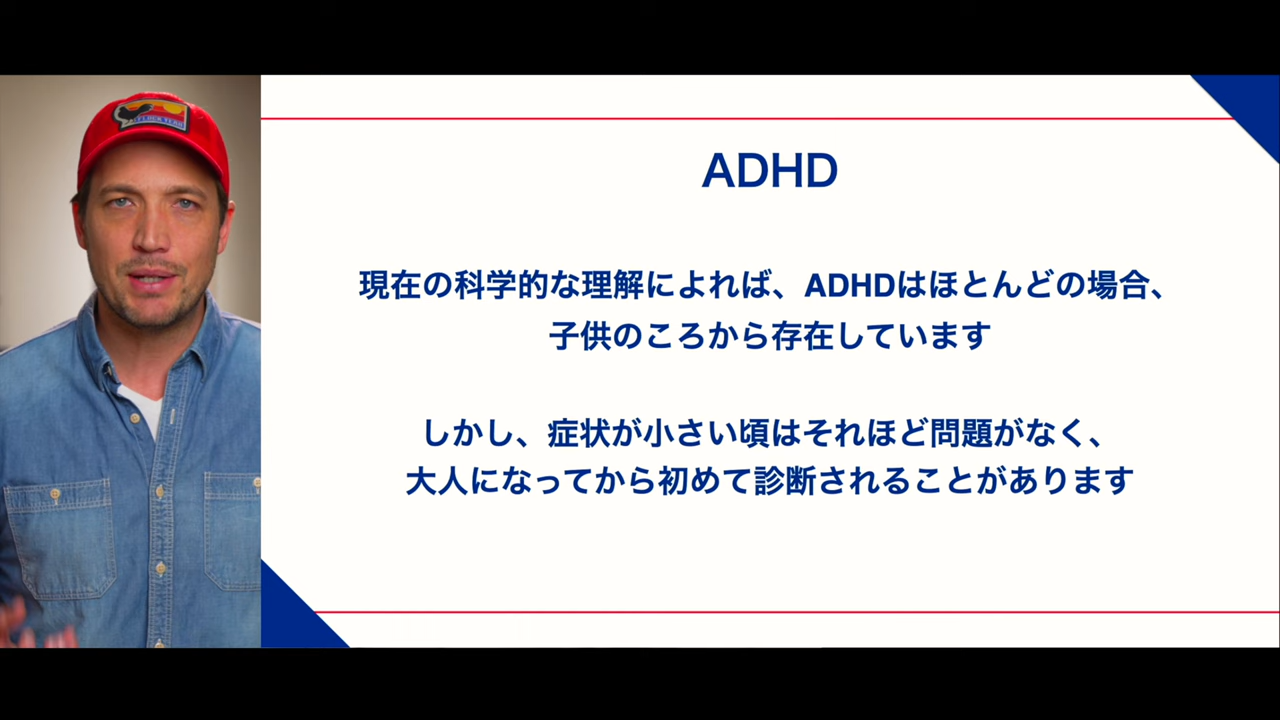 ADHD
現在の科学的な理解によれば、ADHDはほとんどの場合、
子供のころから存在しています
しかし、症状が小さい頃はそれほど問題がなく、
大人になってから初めて診断されることがあります